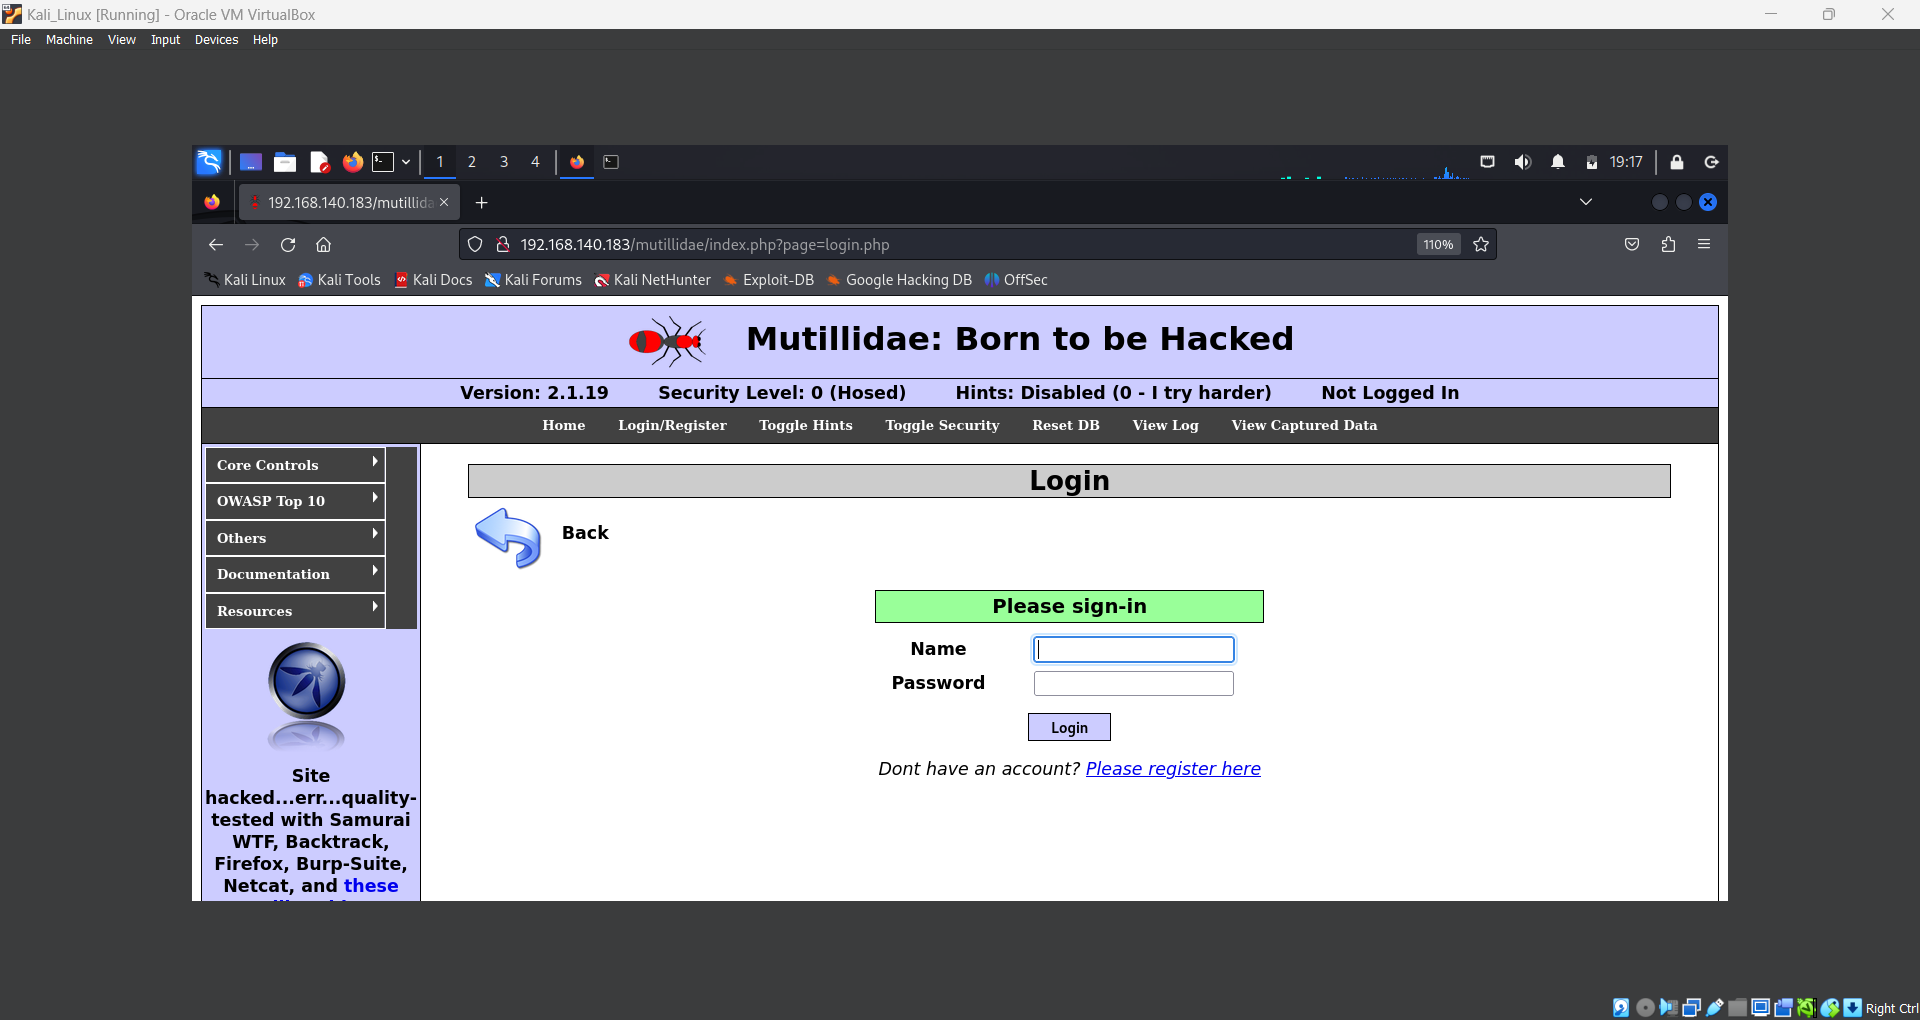 Kali_Linux [Running] - Oracle VM VirtualBox
File Machine View Input Devices Help
1 2 3 4 19:17
192.168.140.183/mutillida
192.168.140.183/mutillidae/index.php?page=login.php 110%
Kali Linux Kali Tools Kali Docs Kali Forums Kali NetHunter Exploit-DB Google Hacking DB OffSec
Mutillidae: Born to be Hacked
Version: 2.1.19 Security Level: 0 (Hosed) Hints: Disabled (0 - I try harder) Not Logged In
Home Login/Register Toggle Hints Toggle Security Reset DB View Log View Captured Data
Core Controls
OWASP Top 10
Others
Documentation
Resources
Site
hacked...err...quality-
tested with Samurai
WTF, Backtrack,
Firefox, Burp-Suite,
Netcat, and these
Login
Back
Please sign-in
Name
Password
Login
Dont have an account? Please register here
Right Ctrl